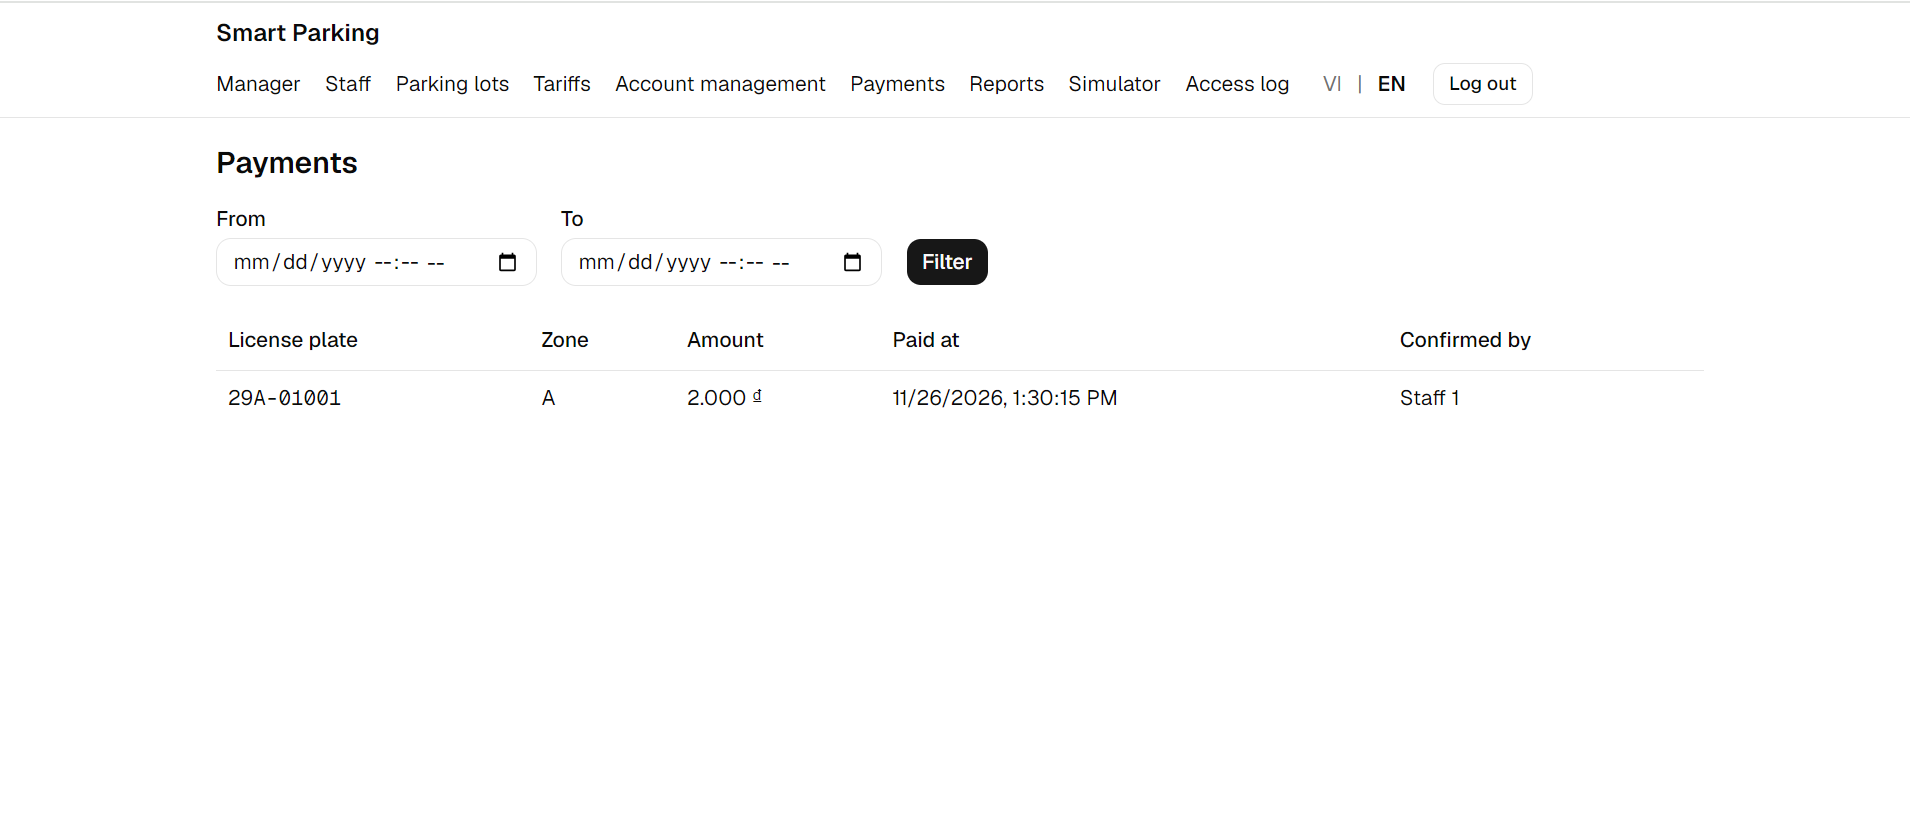 Smart Parking
Manager Staff Parking lots Tariffs Account management Payments Reports Simulator Access log VI | EN Log out
Payments
From To
mm/dd/yyyy --:-- -- mm/dd/yyyy --:-- -- Filter
License plate Zone Amount Paid at Confirmed by
29A-01001 A 2.000 ₫ 11/26/2026, 1:30:15 PM Staff 1